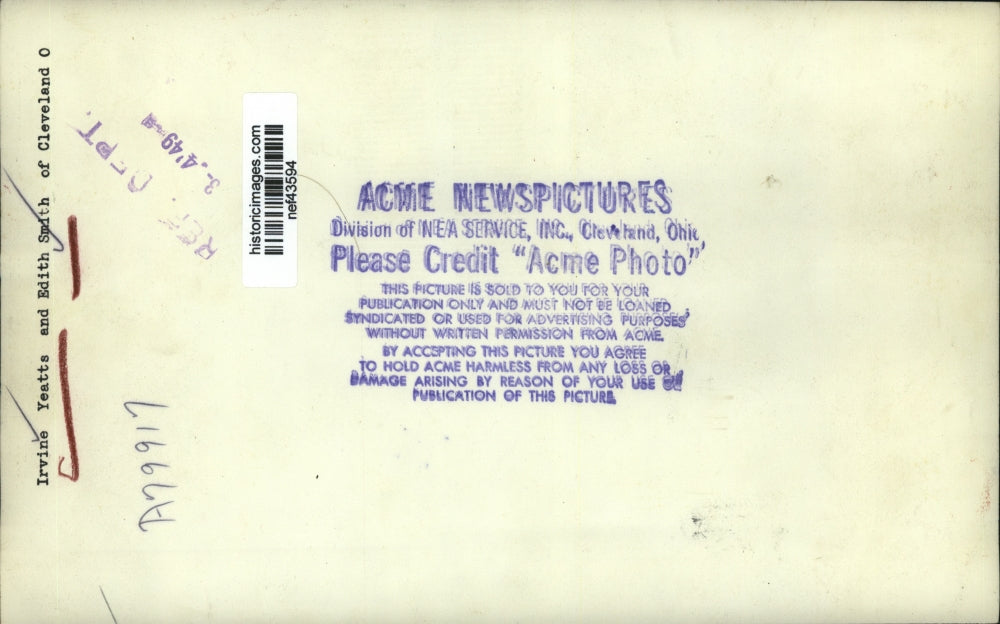 Irvine Yeatts and Edith Smith of Cleveland O
REF. DEPT.
historicimages.com
nef43594
ACME NEWSPICTURES
Division of NEA SERVICE, INC., Cleveland, Ohio
Please Credit "Acme Photo"
THIS PICTURE IS SOLD TO YOU FOR YOUR
PUBLICATION ONLY AND MUST NOT BE LOANED,
SYNDICATED OR USED FOR ADVERTISING PURPOSES
WITHOUT WRITTEN PERMISSION FROM ACME.
BY ACCEPTING THIS PICTURE YOU AGREE
TO HOLD ACME HARMLESS FROM ANY LOSS OR
DAMAGE ARISING BY REASON OF YOUR USE OR
PUBLICATION OF THIS PICTURE.